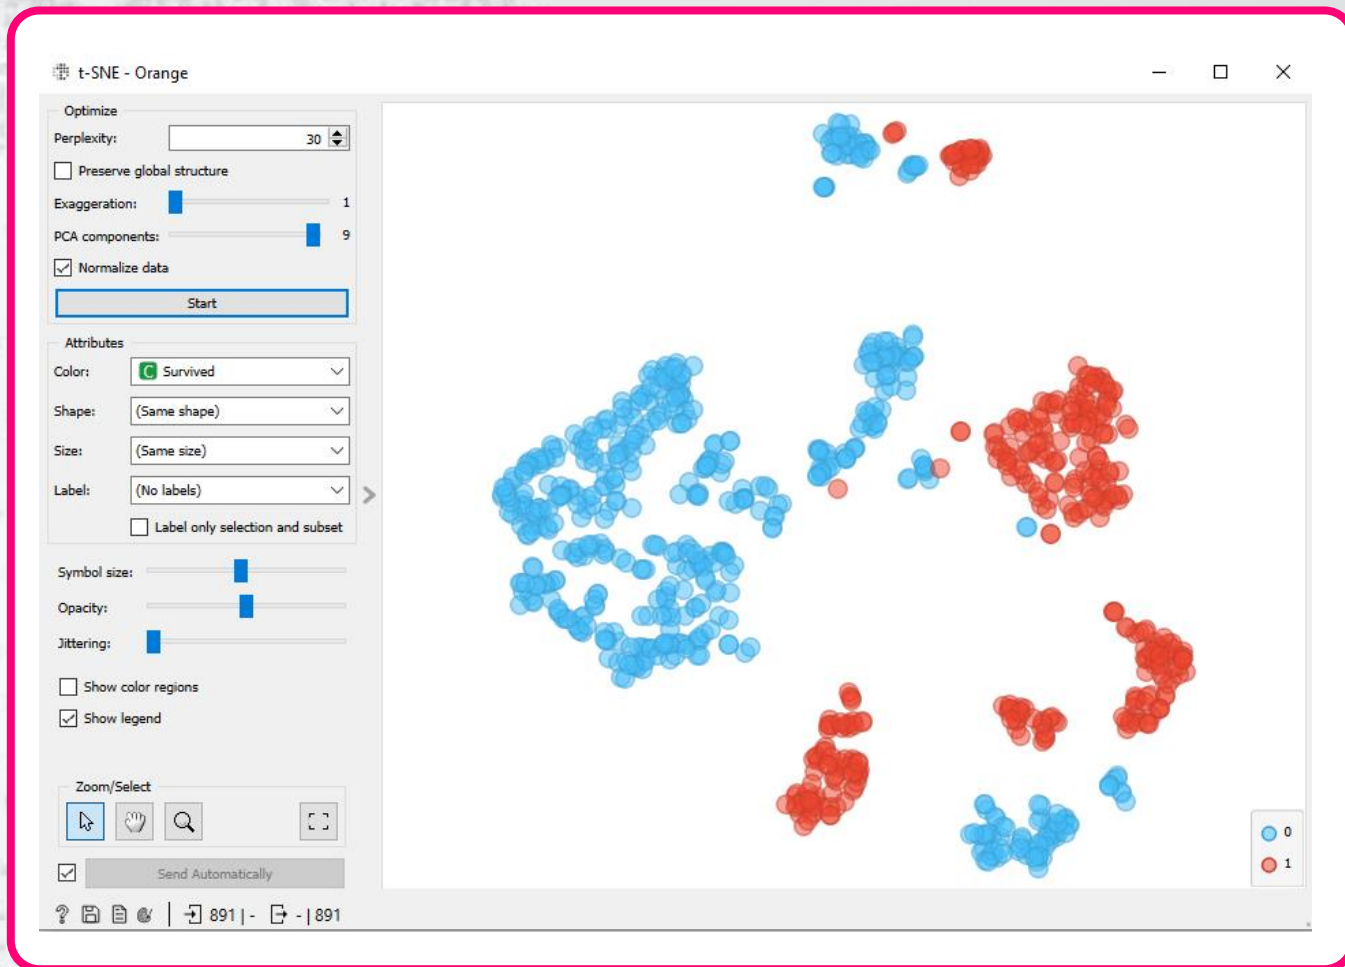 t-SNE - Orange
Optimize
Perplexity: 30
Preserve global structure
Exaggeration: 1
PCA components: 9
Normalize data
Start
Attributes
Color: C Survived
Shape: (Same shape)
Size: (Same size)
Label: (No labels)
Label only selection and subset
Symbol size:
Opacity:
Jittering:
Show color regions
Show legend
Zoom/Select
Send Automatically
? 891 | - - | 891
0
1